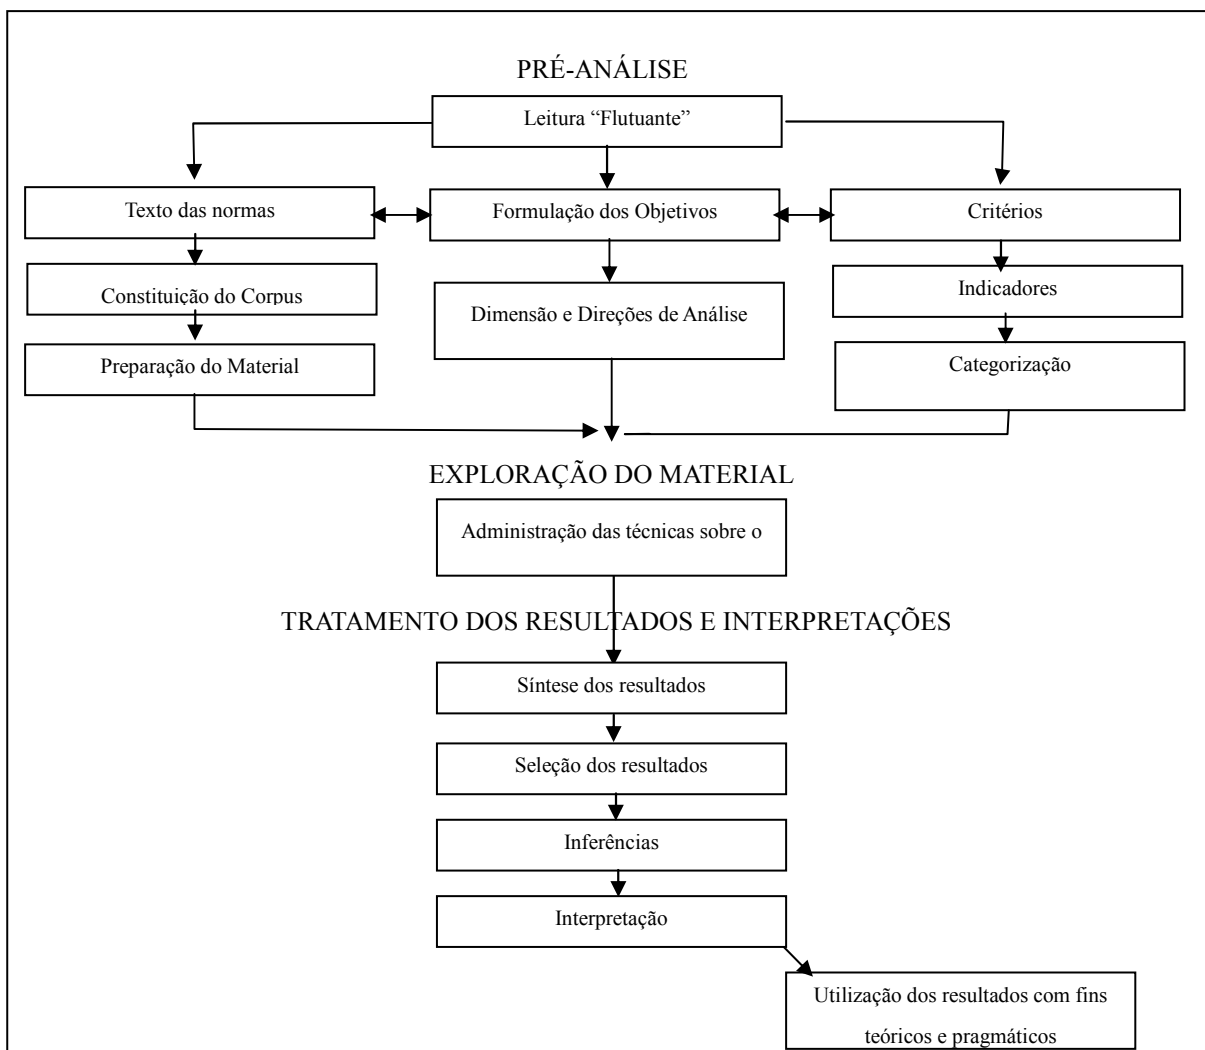 PRÉ-ANÁLISE
Leitura “Flutuante”
Texto das normas
Formulação dos Objetivos
Critérios
Constituição do Corpus
Dimensão e Direções de Análise
Indicadores
Preparação do Material
Categorização
EXPLORAÇÃO DO MATERIAL
Administração das técnicas sobre o
TRATAMENTO DOS RESULTADOS E INTERPRETAÇÕES
Síntese dos resultados
Seleção dos resultados
Inferências
Interpretação
Utilização dos resultados com fins
teóricos e pragmáticos